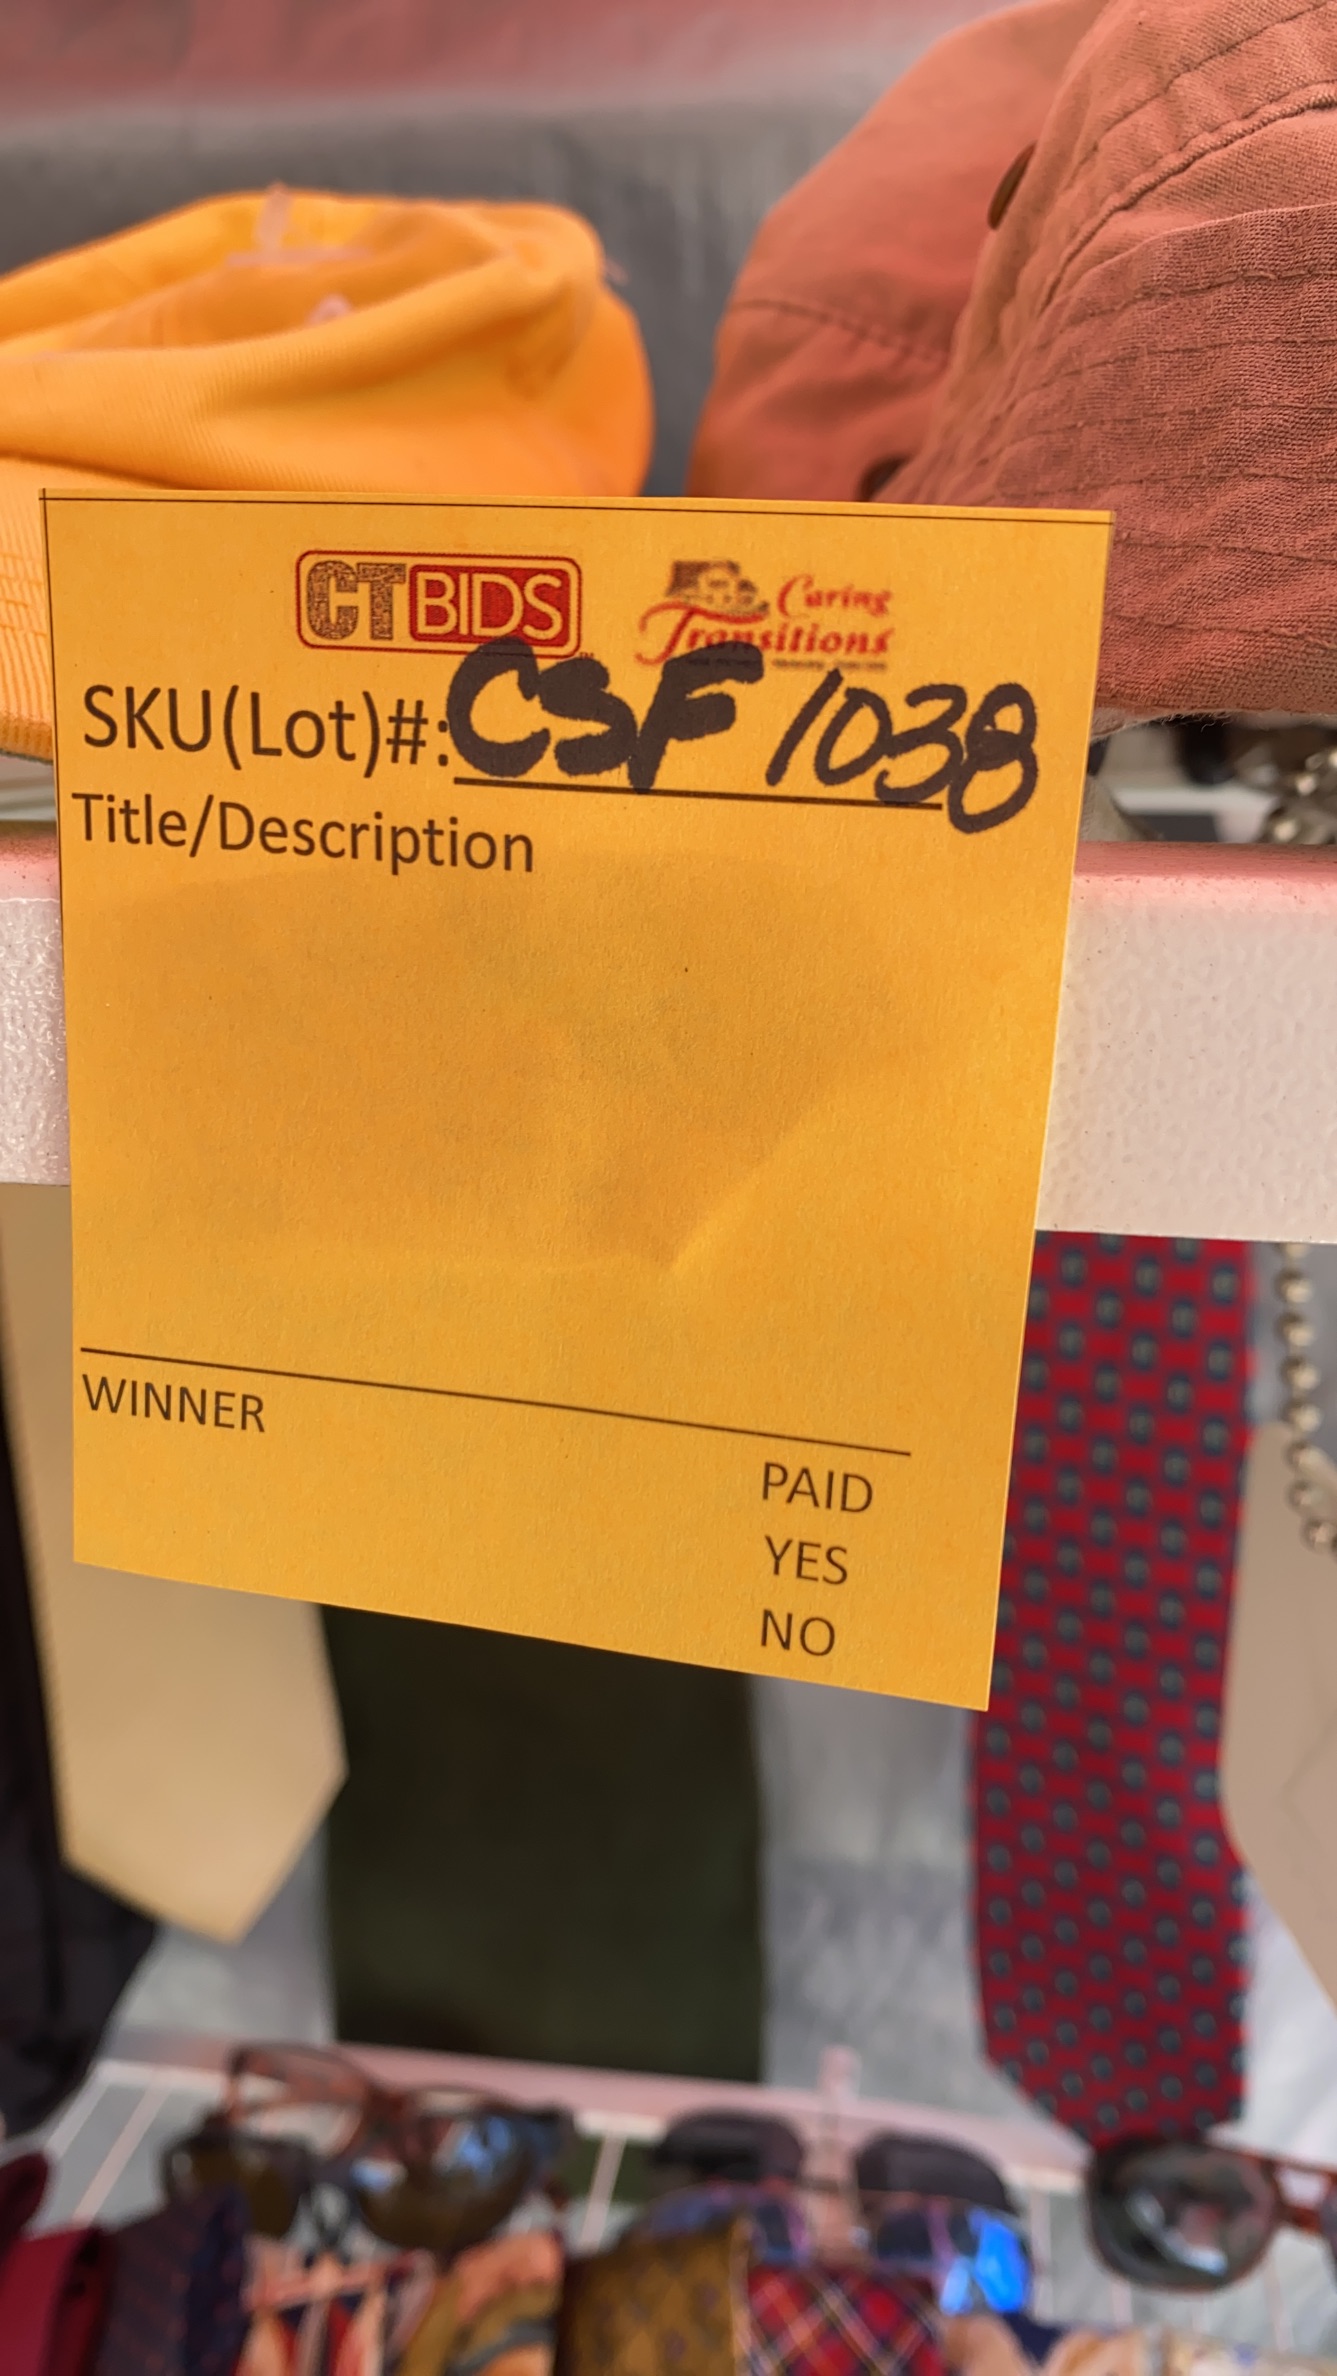 CTBIDS
Caring
Transitions
SKU(Lot)#: CSF 1038
Title/Description
WINNER
PAID
YES
NO